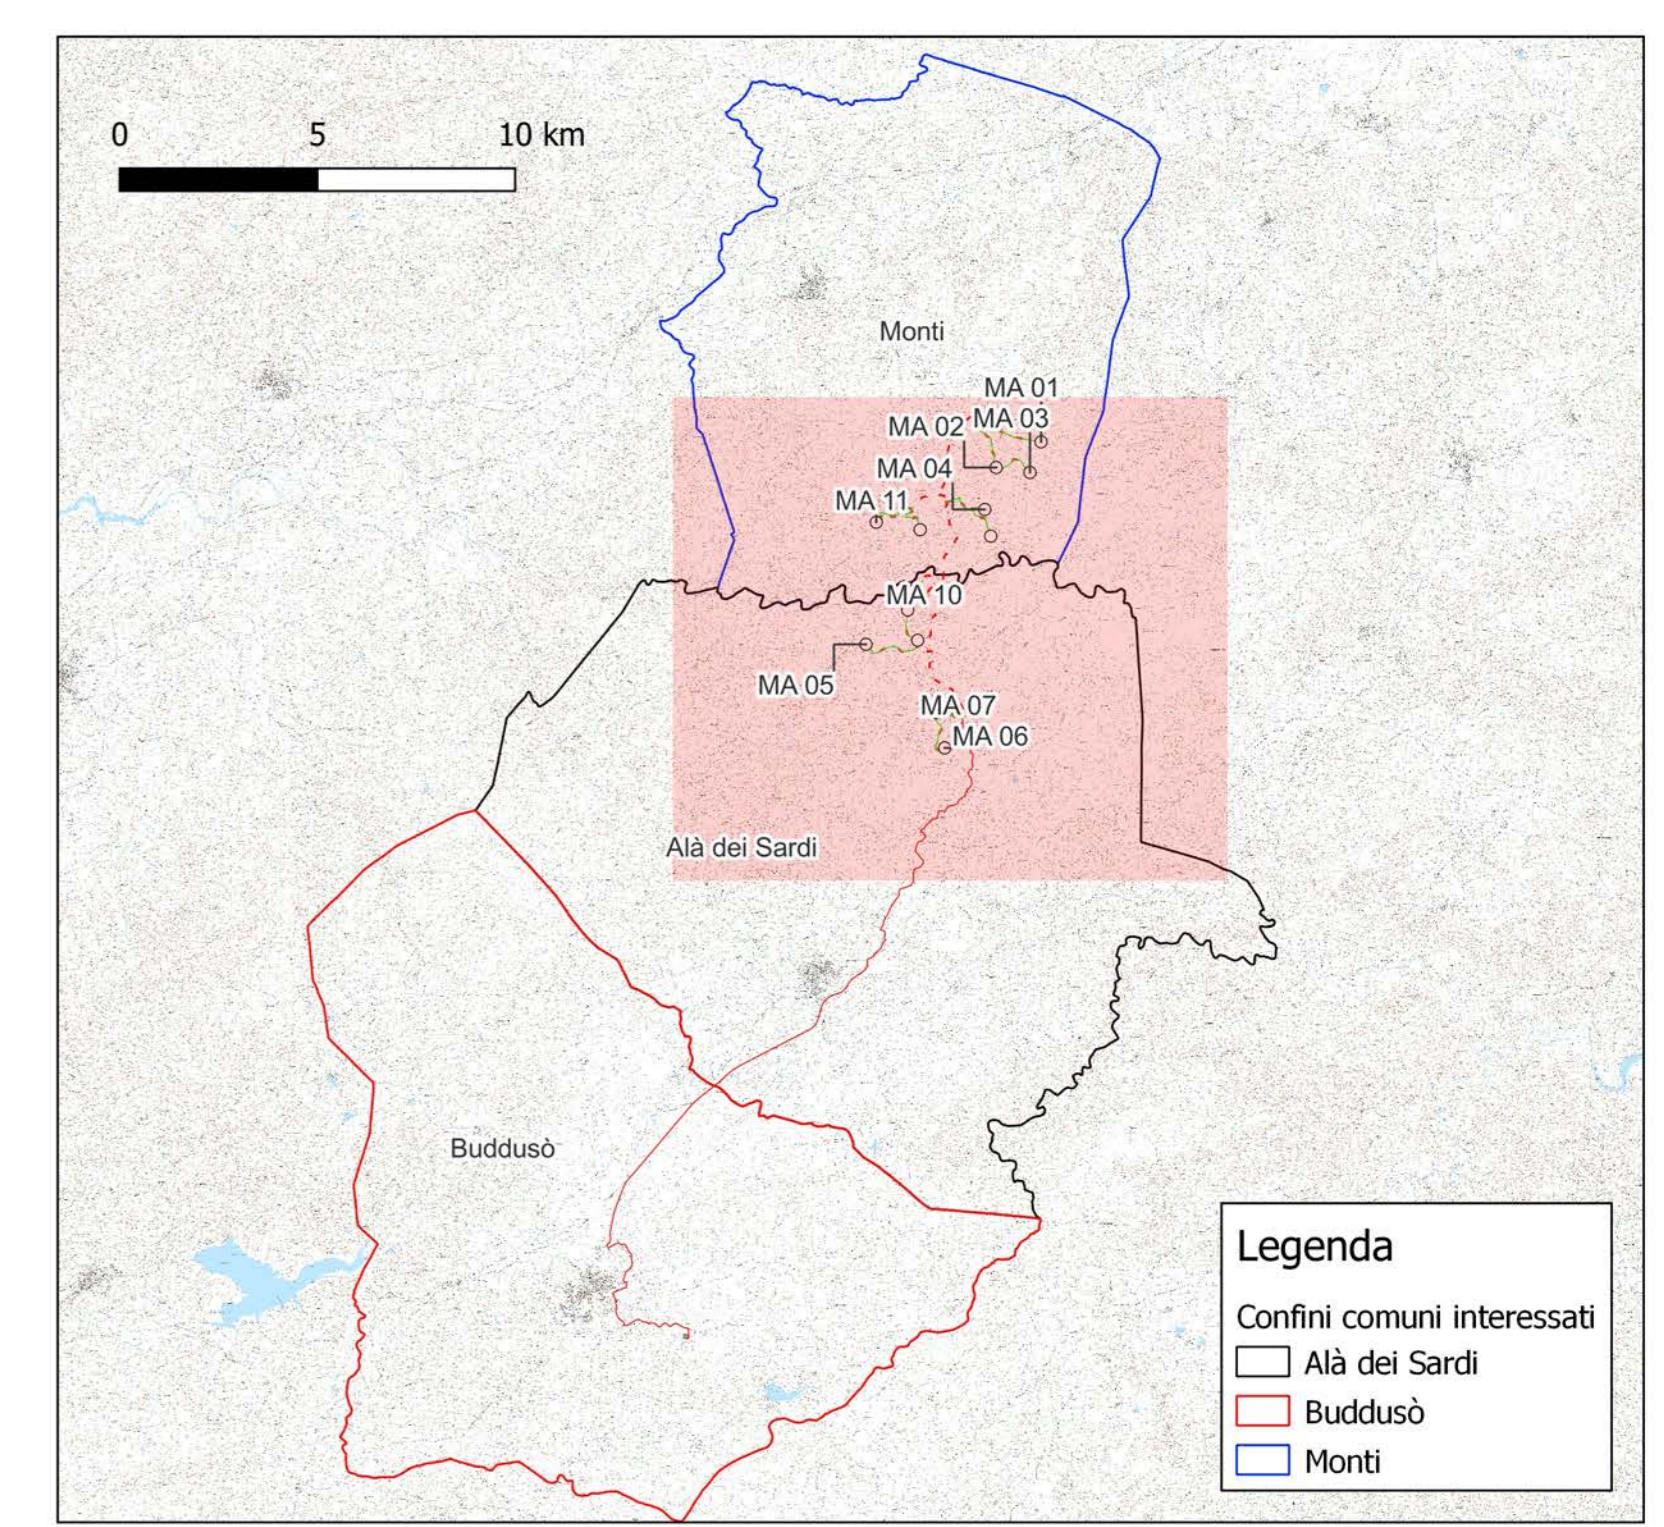 0 5 10 km
Monti
MA 01
MA 02 MA 03
MA 04
MA 11
MA 10
MA 05
MA 07
MA 06
Alà dei Sardi
Buddusò
Legenda
Confini comuni interessati
Alà dei Sardi
Buddusò
Monti